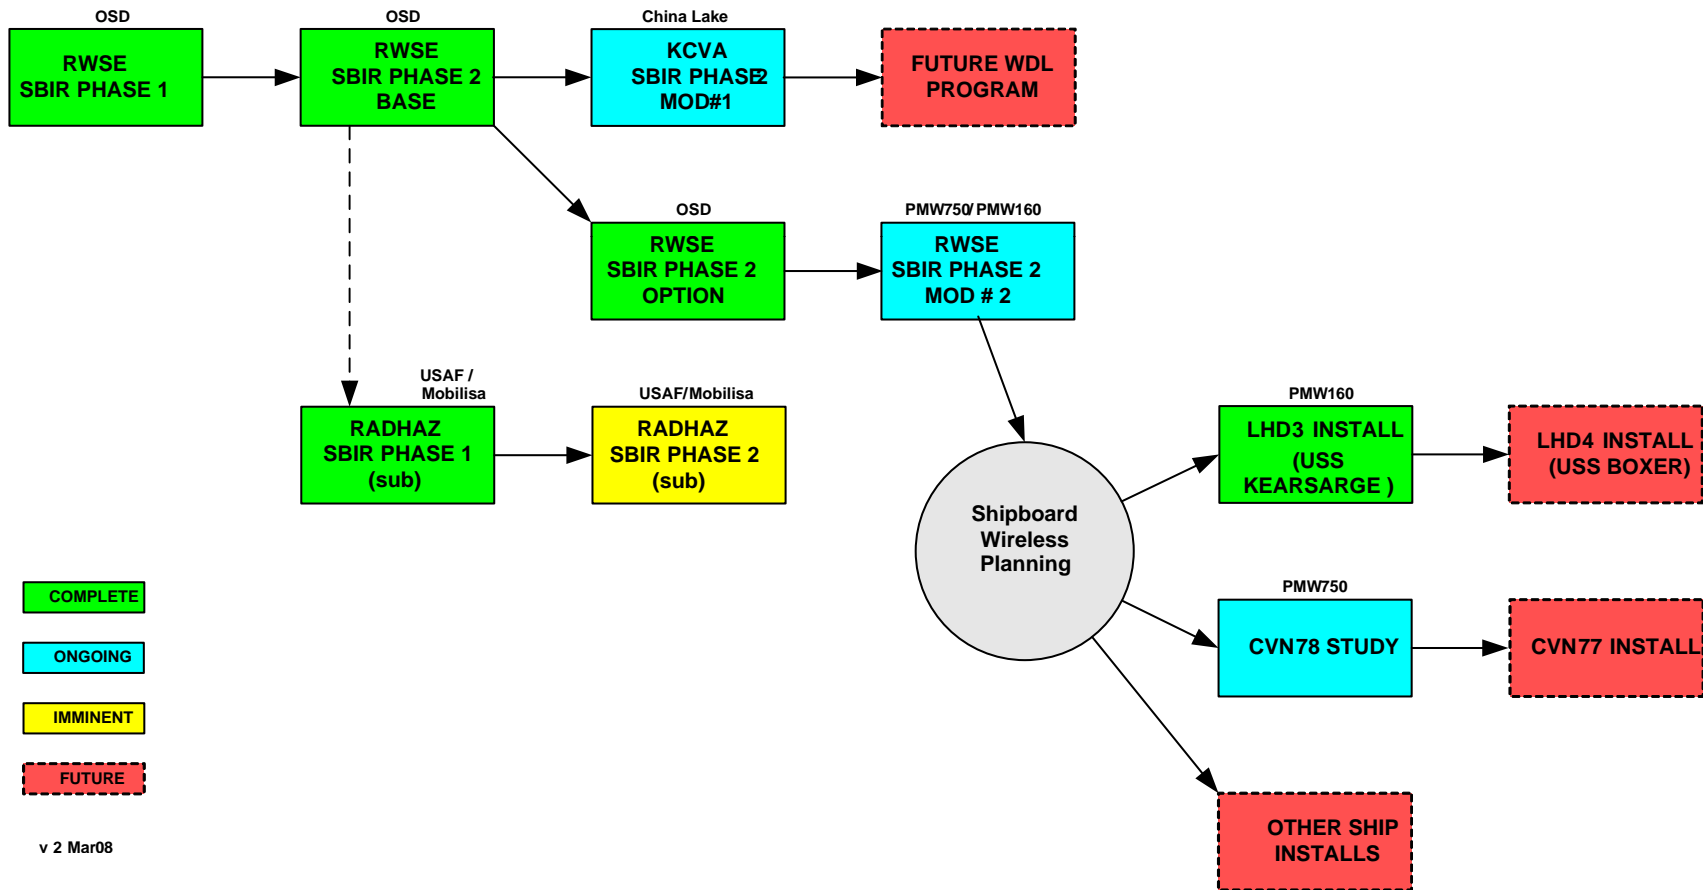 OSD
RWSE
SBIR PHASE 1
OSD
RWSE
SBIR PHASE 2
BASE
China Lake
KCVA
SBIR PHASE2
MOD#1
FUTURE WDL
PROGRAM
OSD
RWSE
SBIR PHASE 2
OPTION
PMW750/PMW160
RWSE
SBIR PHASE 2
MOD # 2
USAF /
Mobilisa
RADHAZ
SBIR PHASE 1
(sub)
USAF/Mobilisa
RADHAZ
SBIR PHASE 2
(sub)
Shipboard
Wireless
Planning
PMW160
LHD3 INSTALL
(USS
KEARSARGE )
LHD4 INSTALL
(USS BOXER)
PMW750
CVN78 STUDY
CVN77 INSTALL
OTHER SHIP
INSTALLS
COMPLETE
ONGOING
IMMINENT
FUTURE
v 2 Mar08